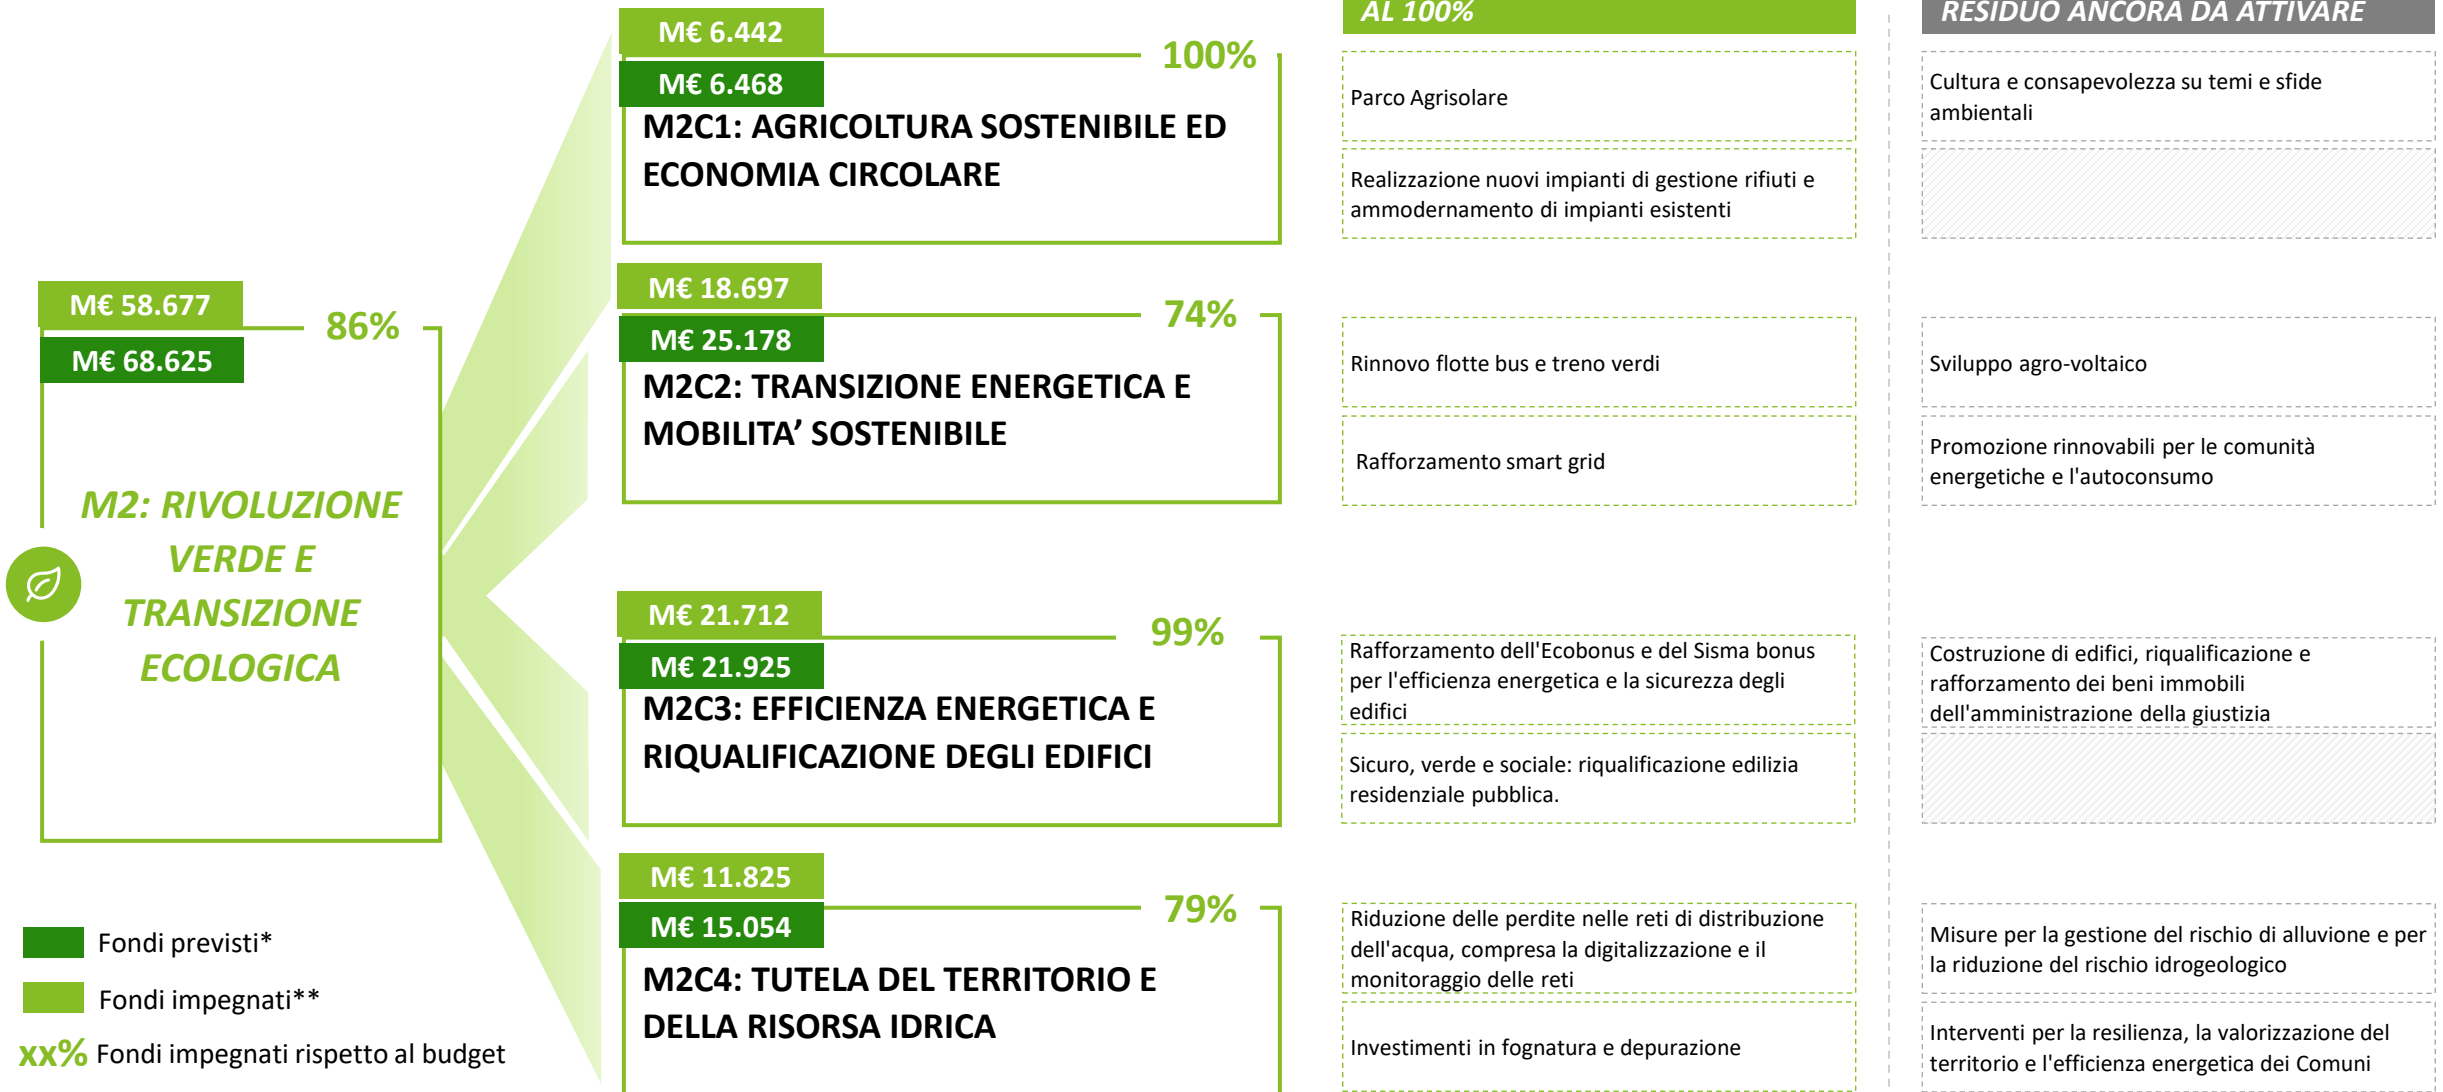 M€ 58.677
86%
M€ 68.625
M2: RIVOLUZIONE
VERDE E
TRANSIZIONE
ECOLOGICA
Fondi previsti*
Fondi impegnati**
xx% Fondi impegnati rispetto al budget
M€ 6.442
100%
M€ 6.468
M2C1: AGRICOLTURA SOSTENIBILE ED
ECONOMIA CIRCOLARE
M€ 18.697
74%
M€ 25.178
M2C2: TRANSIZIONE ENERGETICA E
MOBILITA’ SOSTENIBILE
M€ 21.712
99%
M€ 21.925
M2C3: EFFICIENZA ENERGETICA E
RIQUALIFICAZIONE DEGLI EDIFICI
M€ 11.825
79%
M€ 15.054
M2C4: TUTELA DEL TERRITORIO E
DELLA RISORSA IDRICA
AL 100%
Parco Agrisolare
Realizzazione nuovi impianti di gestione rifiuti e
ammodernamento di impianti esistenti
Rinnovo flotte bus e treno verdi
Rafforzamento smart grid
Rafforzamento dell'Ecobonus e del Sisma bonus
per l'efficienza energetica e la sicurezza degli
edifici
Sicuro, verde e sociale: riqualificazione edilizia
residenziale pubblica.
Riduzione delle perdite nelle reti di distribuzione
dell'acqua, compresa la digitalizzazione e il
monitoraggio delle reti
Investimenti in fognatura e depurazione
RESIDUO ANCORA DA ATTIVARE
Cultura e consapevolezza su temi e sfide
ambientali
Sviluppo agro-voltaico
Promozione rinnovabili per le comunità
energetiche e l'autoconsumo
Costruzione di edifici, riqualificazione e
rafforzamento dei beni immobili
dell'amministrazione della giustizia
Misure per la gestione del rischio di alluvione e per
la riduzione del rischio idrogeologico
Interventi per la resilienza, la valorizzazione del
territorio e l'efficienza energetica dei Comuni